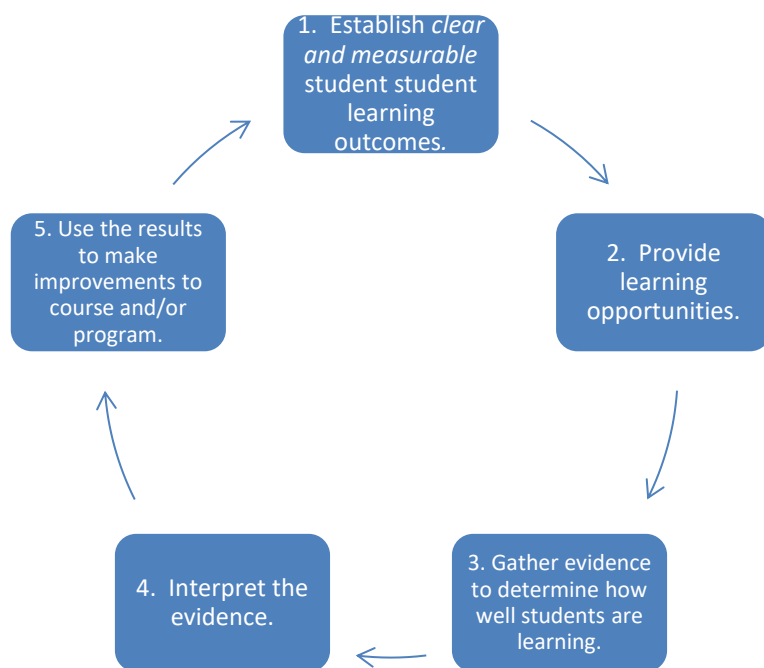 1. Establish clear
and measurable
student student
learning
outcomes.
2. Provide
learning
opportunities.
3. Gather evidence
to determine how
well students are
learning.
4. Interpret the
evidence.
5. Use the results
to make
improvements to
course and/or
program.